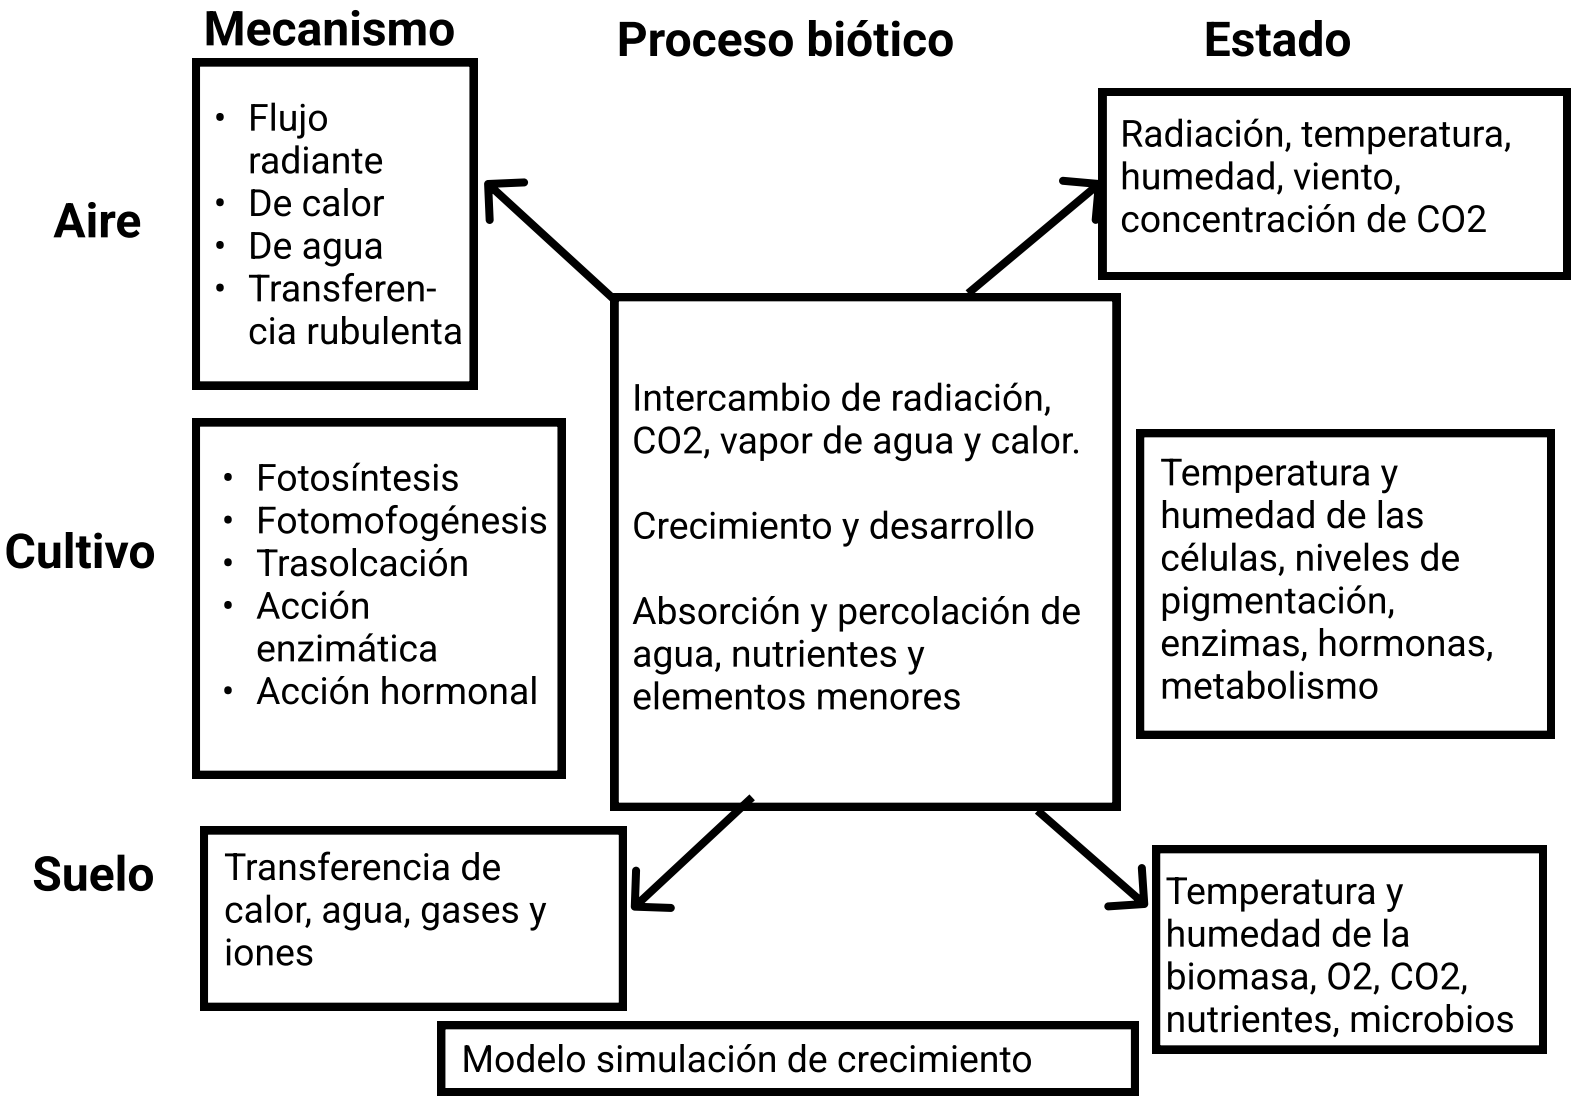 Mecanismo
Proceso biótico
Estado
Aire
• Flujo
radiante
• De calor
• De agua
• Transferen-
cia rubulenta
Radiación, temperatura,
humedad, viento,
concentración de CO2
Cultivo
• Fotosíntesis
• Fotomofogénesis
• Trasolcación
• Acción
enzimática
• Acción hormonal
Intercambio de radiación,
CO2, vapor de agua y calor.
Crecimiento y desarrollo
Absorción y percolación de
agua, nutrientes y
elementos menores
Temperatura y
humedad de las
células, niveles de
pigmentación,
enzimas, hormonas,
metabolismo
Suelo
Transferencia de
calor, agua, gases y
iones
Temperatura y
humedad de la
biomasa, O2, CO2,
nutrientes, microbios
Modelo simulación de crecimiento